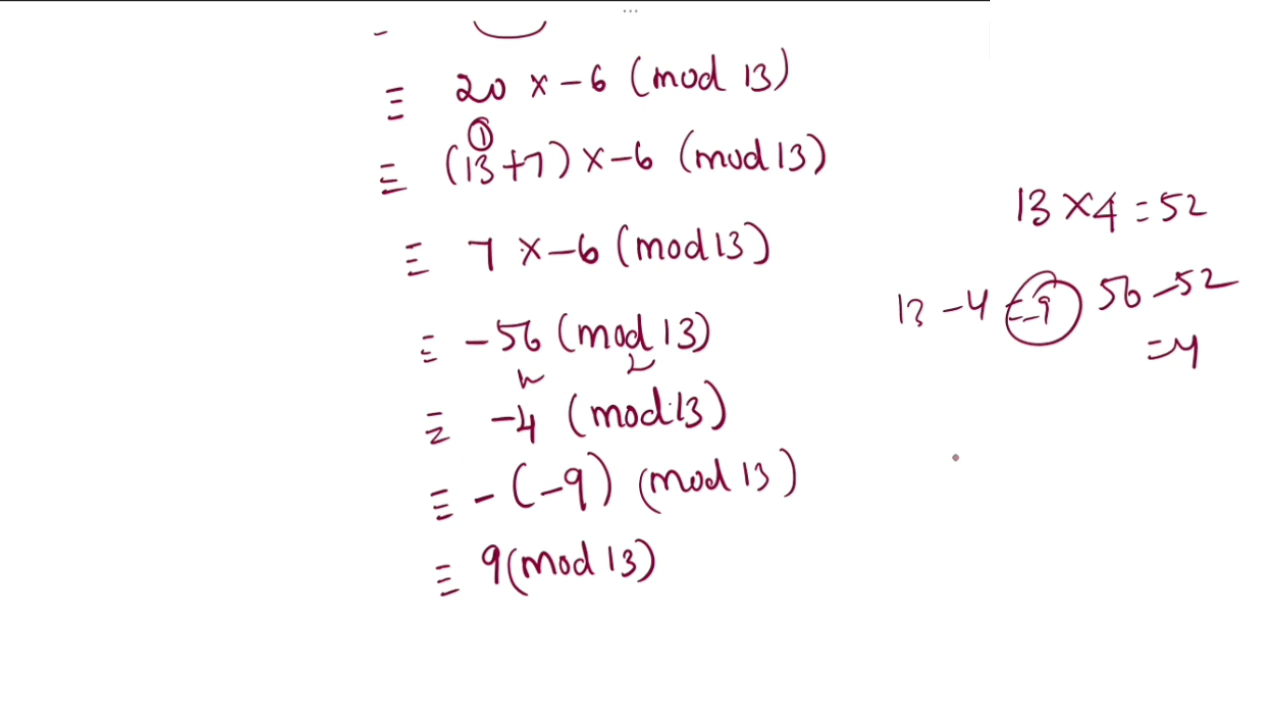 ≡ 20 × -6 (mod 13)
①
≡ (13+7) × -6 (mod 13)
≡ 7 × -6 (mod 13)
≡ -56 (mod 13)
≡ -4 (mod 13)
≡ -(-9) (mod 13)
≡ 9 (mod 13)
13 × 4 = 52
13 - 4 = -9
56 - 52
= 4